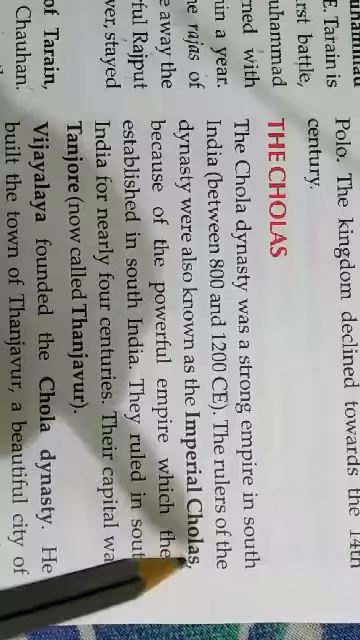 E. Tarain is
rst battle,
uhammad
ned with
in a year.
rajas of
e away the
ful Rajput
ver, stayed
of Tarain,
Chauhan.
Polo. The kingdom declined towards the 14th
century.
THE CHOLAS
The Chola dynasty was a strong empire in south
India (between 800 and 1200 CE). The rulers of the
dynasty were also known as the Imperial Cholas,
because of the powerful empire which the
established in south India. They ruled in sout
India for nearly four centuries. Their capital wa
Tanjore (now called Thanjavur).
Vijayalaya founded the Chola dynasty. He
built the town of Thanjavur, a beautiful city of